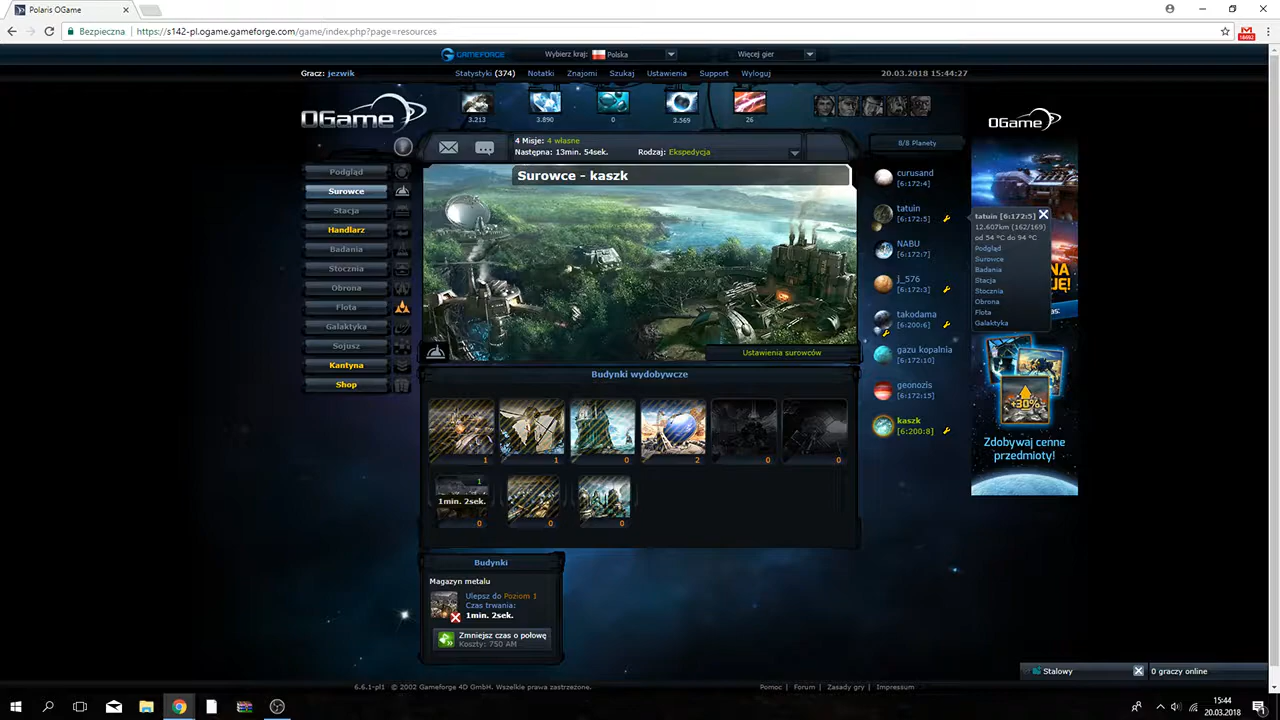 Polaris OGame
Bezpieczna
https://s142-pl.ogame.gameforge.com/game/index.php?page=resources
GAMEFORGE
Wybierz kraj:
Polska
Więcej gier
Gracz: jezwik
Statystyki (374)
Notatki
Znajomi
Szukaj
Ustawienia
Support
Wyloguj
20.03.2018 15:44:27
OGame
3.213
3.890
0
3.569
26
4 Misje: 4 własne
Następna: 13min. 54sek.
Rodzaj: Ekspedycja
8/8 Planety
OGame
Podgląd
Surowce
Stacja
Handlarz
Badania
Stocznia
Obrona
Flota
Galaktyka
Sojusz
Kantyna
Shop
Surowce - kaszk
Ustawienia surowców
Budynki wydobywcze
1
1
0
2
0
0
1
1min. 2sek.
0
0
0
Budynki
Magazyn metalu
Ulepsz do Poziom 1
Czas trwania:
1min. 2sek.
Zmniejsz czas o połowę
Koszty: 750 AM
curusand
[6:172:4]
tatuin
[6:172:5]
NABU
[6:172:7]
J_576
[6:172:3]
takodama
[6:200:6]
gazu kopalnia
[6:172:10]
geonozis
[6:172:15]
kaszk
[6:200:8]
tatuin [6:172:5]
12.607km (162/169)
od 54 °C do 94 °C
Podgląd
Surowce
Badania
Stacja
Stocznia
Obrona
Flota
Galaktyka
NA
+30%
Zdobywaj cenne
przedmioty!
Stalowy
0 graczy online
6.6.1-pl1
© 2002 Gameforge 4D GmbH. Wszelkie prawa zastrzeżone.
Pomoc | Forum | Zasady gry | Impressum
15:44
20.03.2018